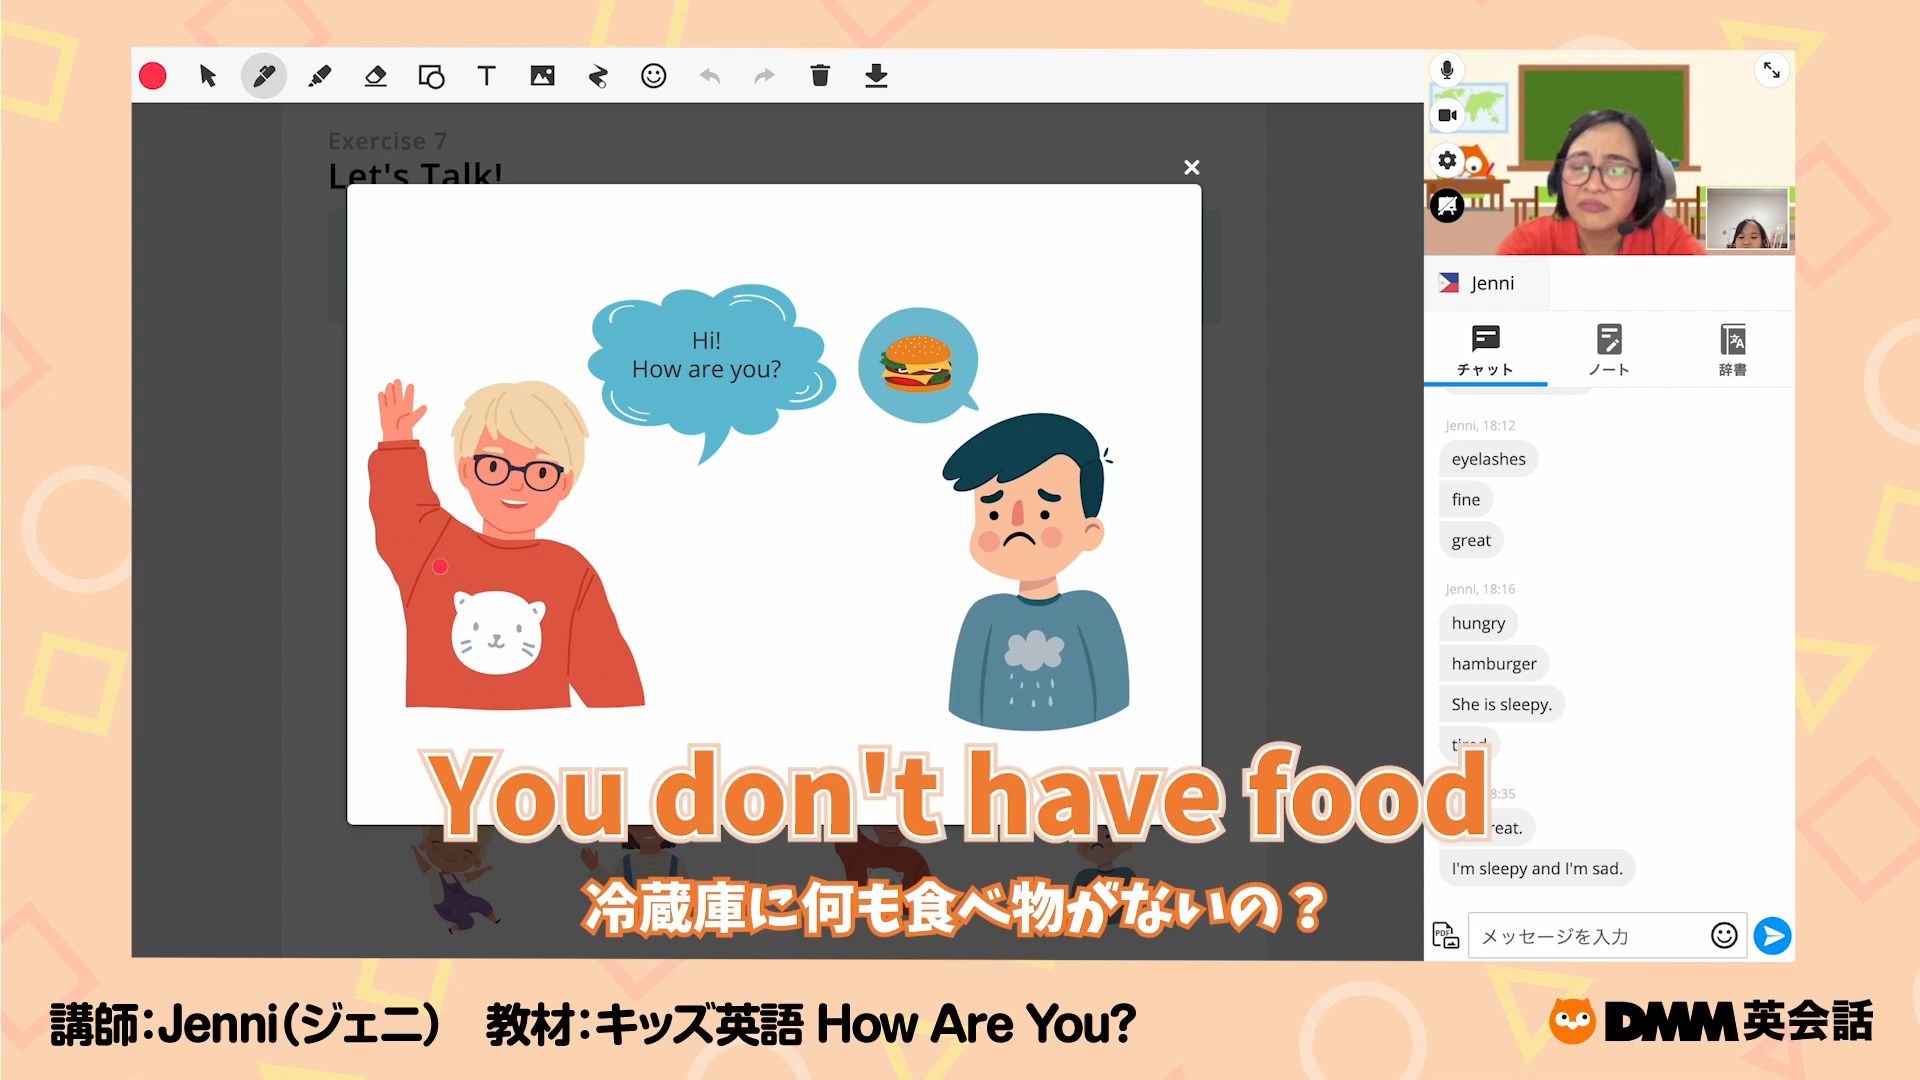 Exercise 7
Let's Talk!
Hi!
How are you?
Jenni
チャット
ノート
辞書
Jenni, 18:12
eyelashes
fine
great
Jenni, 18:16
hungry
hamburger
She is sleepy.
tired
8:35
reat.
I'm sleepy and I'm sad.
PDF
メッセージを入力
You don't have food
冷蔵庫に何も食べ物がないの？
講師:Jenni(ジェニ) 教材:キッズ英語 How Are You?
DMM英会話